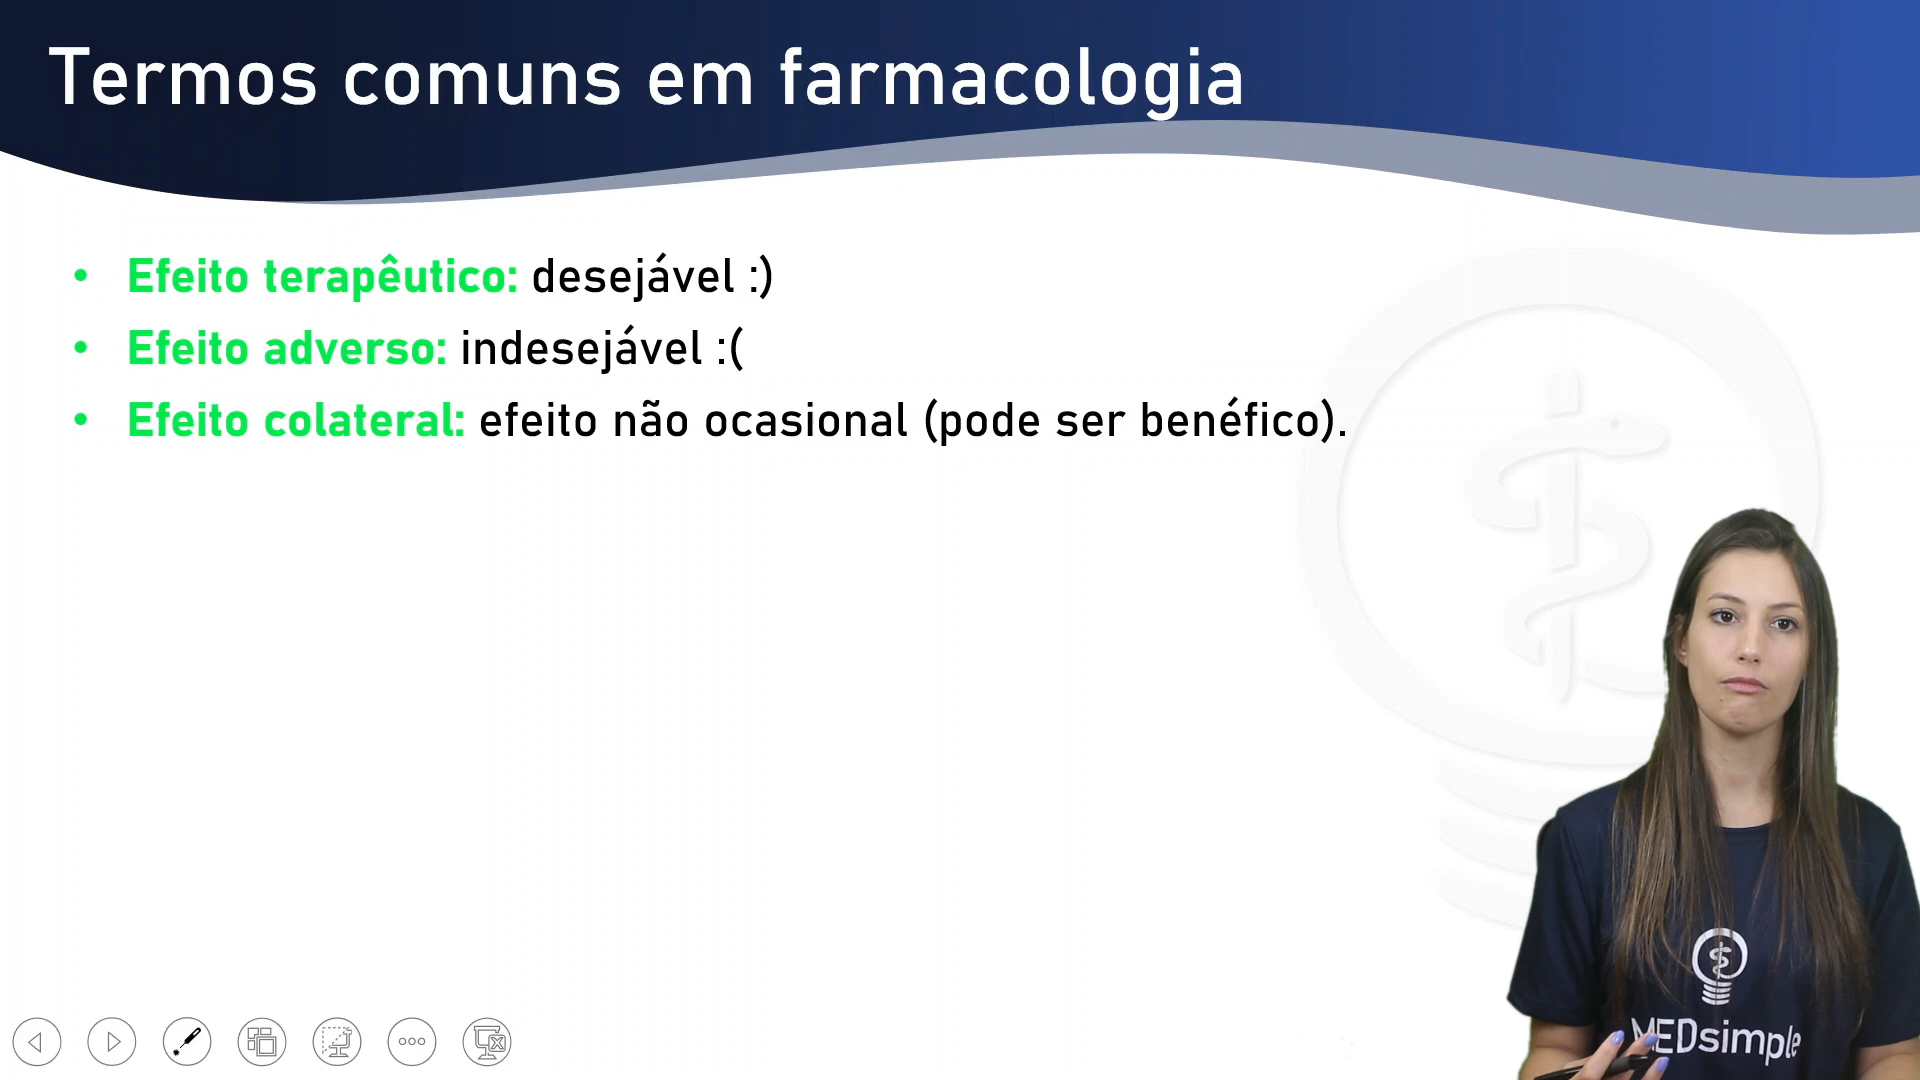 Termos comuns em farmacologia
• Efeito terapêutico: desejável :)
• Efeito adverso: indesejável :(
• Efeito colateral: efeito não ocasional (pode ser benéfico).
MEDsimple